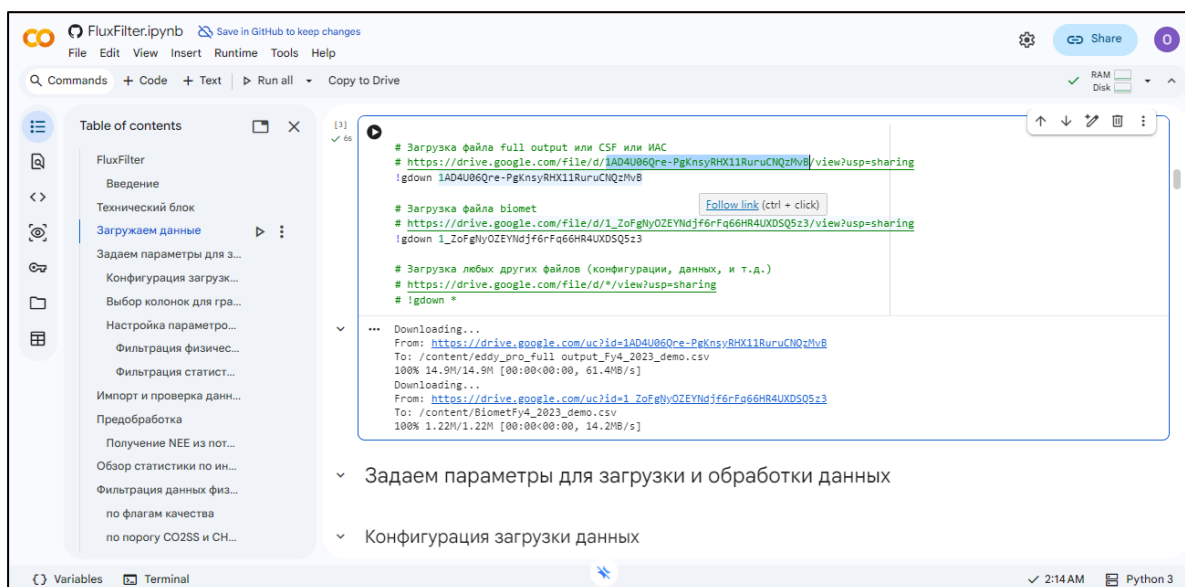 FluxFilter.ipynb Save in GitHub to keep changes
Share
O
File Edit View Insert Runtime Tools Help
Commands + Code + Text Run all Copy to Drive
RAM
Disk
Table of contents
FluxFilter
Введение
Технический блок
Загружаем данные
Задаем параметры для з...
Конфигурация загрузк...
Выбор колонок для гра...
Настройка параметро...
Фильтрация физичес...
Фильтрация статист...
Импорт и проверка данн...
Предобработка
Получение NEE из пот...
Обзор статистики по ин...
Фильтрация данных физ...
по флагам качества
по порогу CO2SS и CH...
[3]
6s
# Загрузка файла full output или CSF или ИАС
# https://drive.google.com/file/d/1AD4U06Qre-PgKnsyRHX11RuruCNQzMvB/view?usp=sharing
!gdown 1AD4U06Qre-PgKnsyRHX11RuruCNQzMvB
Follow link (ctrl + click)
# Загрузка файла biomet
# https://drive.google.com/file/d/1_ZoFgNyOZEYNdjf6rFq66HR4UXDSQ5z3/view?usp=sharing
!gdown 1_ZoFgNyOZEYNdjf6rFq66HR4UXDSQ5z3
# Загрузка любых других файлов (конфигурации, данных, и т.д.)
# https://drive.google.com/file/d/*/view?usp=sharing
# !gdown *
Downloading...
From: https://drive.google.com/uc?id=1AD4U06Qre-PgKnsyRHX11RuruCNQzMvB
To: /content/eddy_pro_full output_Fy4_2023_demo.csv
100% 14.9M/14.9M [00:00<00:00, 61.4MB/s]
Downloading...
From: https://drive.google.com/uc?id=1_ZoFgNyOZEYNdjf6rFq66HR4UXDSQ5z3
To: /content/BiometFy4_2023_demo.csv
100% 1.22M/1.22M [00:00<00:00, 14.2MB/s]
Задаем параметры для загрузки и обработки данных
Конфигурация загрузки данных
{} Variables Terminal
2:14 AM Python 3